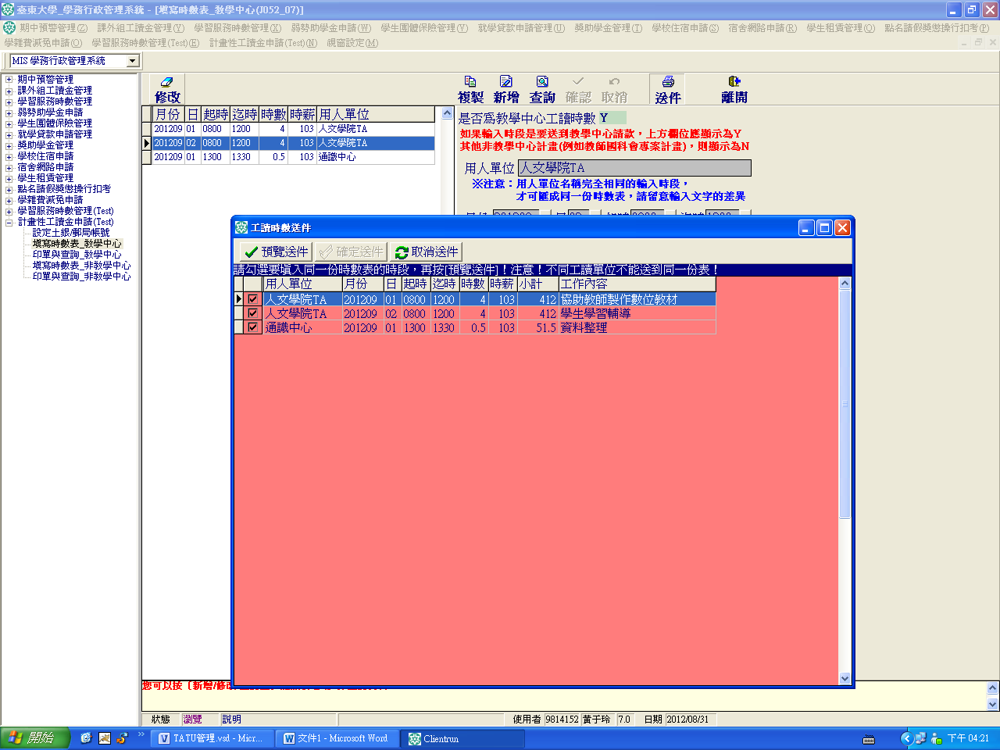 臺東大學_學務行政管理系統 - [填寫時數表_教學中心(J052_07)]
期中預警管理(Z) 課外組工讀金管理(Y) 學習服務時數管理(X) 弱勢助學金申請(W) 學生團體保險管理(V) 就學貸款申請管理(U) 獎助學金管理(T) 學校住宿申請(S) 宿舍網路申請(R) 學生租賃管理(Q) 點名請假獎懲操行扣考(P)
學雜費減免申請(O) 學習服務時數管理(Test)(E) 計畫性工讀金申請(Test)(N) 視窗設定(M)
MIS 學務行政管理系統
期中預警管理
課外組工讀金管理
學習服務時數管理
弱勢助學金申請
學生團體保險管理
就學貸款申請管理
獎助學金管理
學校住宿申請
宿舍網路申請
學生租賃管理
點名請假獎懲操行扣考
學雜費減免申請
學習服務時數管理(Test)
計畫性工讀金申請(Test)
設定土銀/郵局帳號
填寫時數表_教學中心
印單與查詢_教學中心
填寫時數表_非教學中心
印單與查詢_非教學中心
修改 複製 新增 查詢 確認 取消 送件 離開
月份 日 起時 迄時 時數 時薪 用人單位
201209 01 0800 1200 4 103 人文學院TA
201209 02 0800 1200 4 103 人文學院TA
201209 01 1300 1330 0.5 103 通識中心
是否為教學中心工讀時數 Y
如果輸入時段是要送到教學中心請款，上方欄位應顯示為Y
其他非教學中心計畫(例如教師國科會專案計畫)，則顯示為N
用人單位 人文學院TA
※注意：用人單位名稱完全相同的輸入時段，
才可匯成同一份時數表，請留意輸入文字的差異
工讀時數送件
預覽送件 確定送件 取消送件
請勾選要填入同一份時數表的時段，再按[預覽送件]！注意！不同工讀單位不能送到同一份表！
用人單位 月份 日 起時 迄時 時數 時薪 小計 工作內容
人文學院TA 201209 01 0800 1200 4 103 412 協助教師製作數位教材
人文學院TA 201209 02 0800 1200 4 103 412 學生學習輔導
通識中心 201209 01 1300 1330 0.5 103 51.5 資料整理
您可以按〔新增/修改
狀態 瀏覽 說明 使用者 9814152 黃于玲 7.0 日期 2012/08/31
開始 TATU管理.vsd - Micr... 文件1 - Microsoft Word Clientrun 下午 04:21